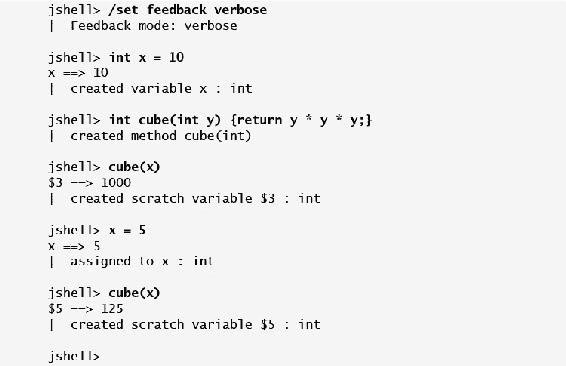 jshell> /set feedback verbose
|  Feedback mode: verbose
jshell> int x = 10
x ==> 10
|  created variable x : int
jshell> int cube(int y) {return y * y * y;}
|  created method cube(int)
jshell> cube(x)
$3 ==> 1000
|  created scratch variable $3 : int
jshell> x = 5
x ==> 5
|  assigned to x : int
jshell> cube(x)
$5 ==> 125
|  created scratch variable $5 : int
jshell>